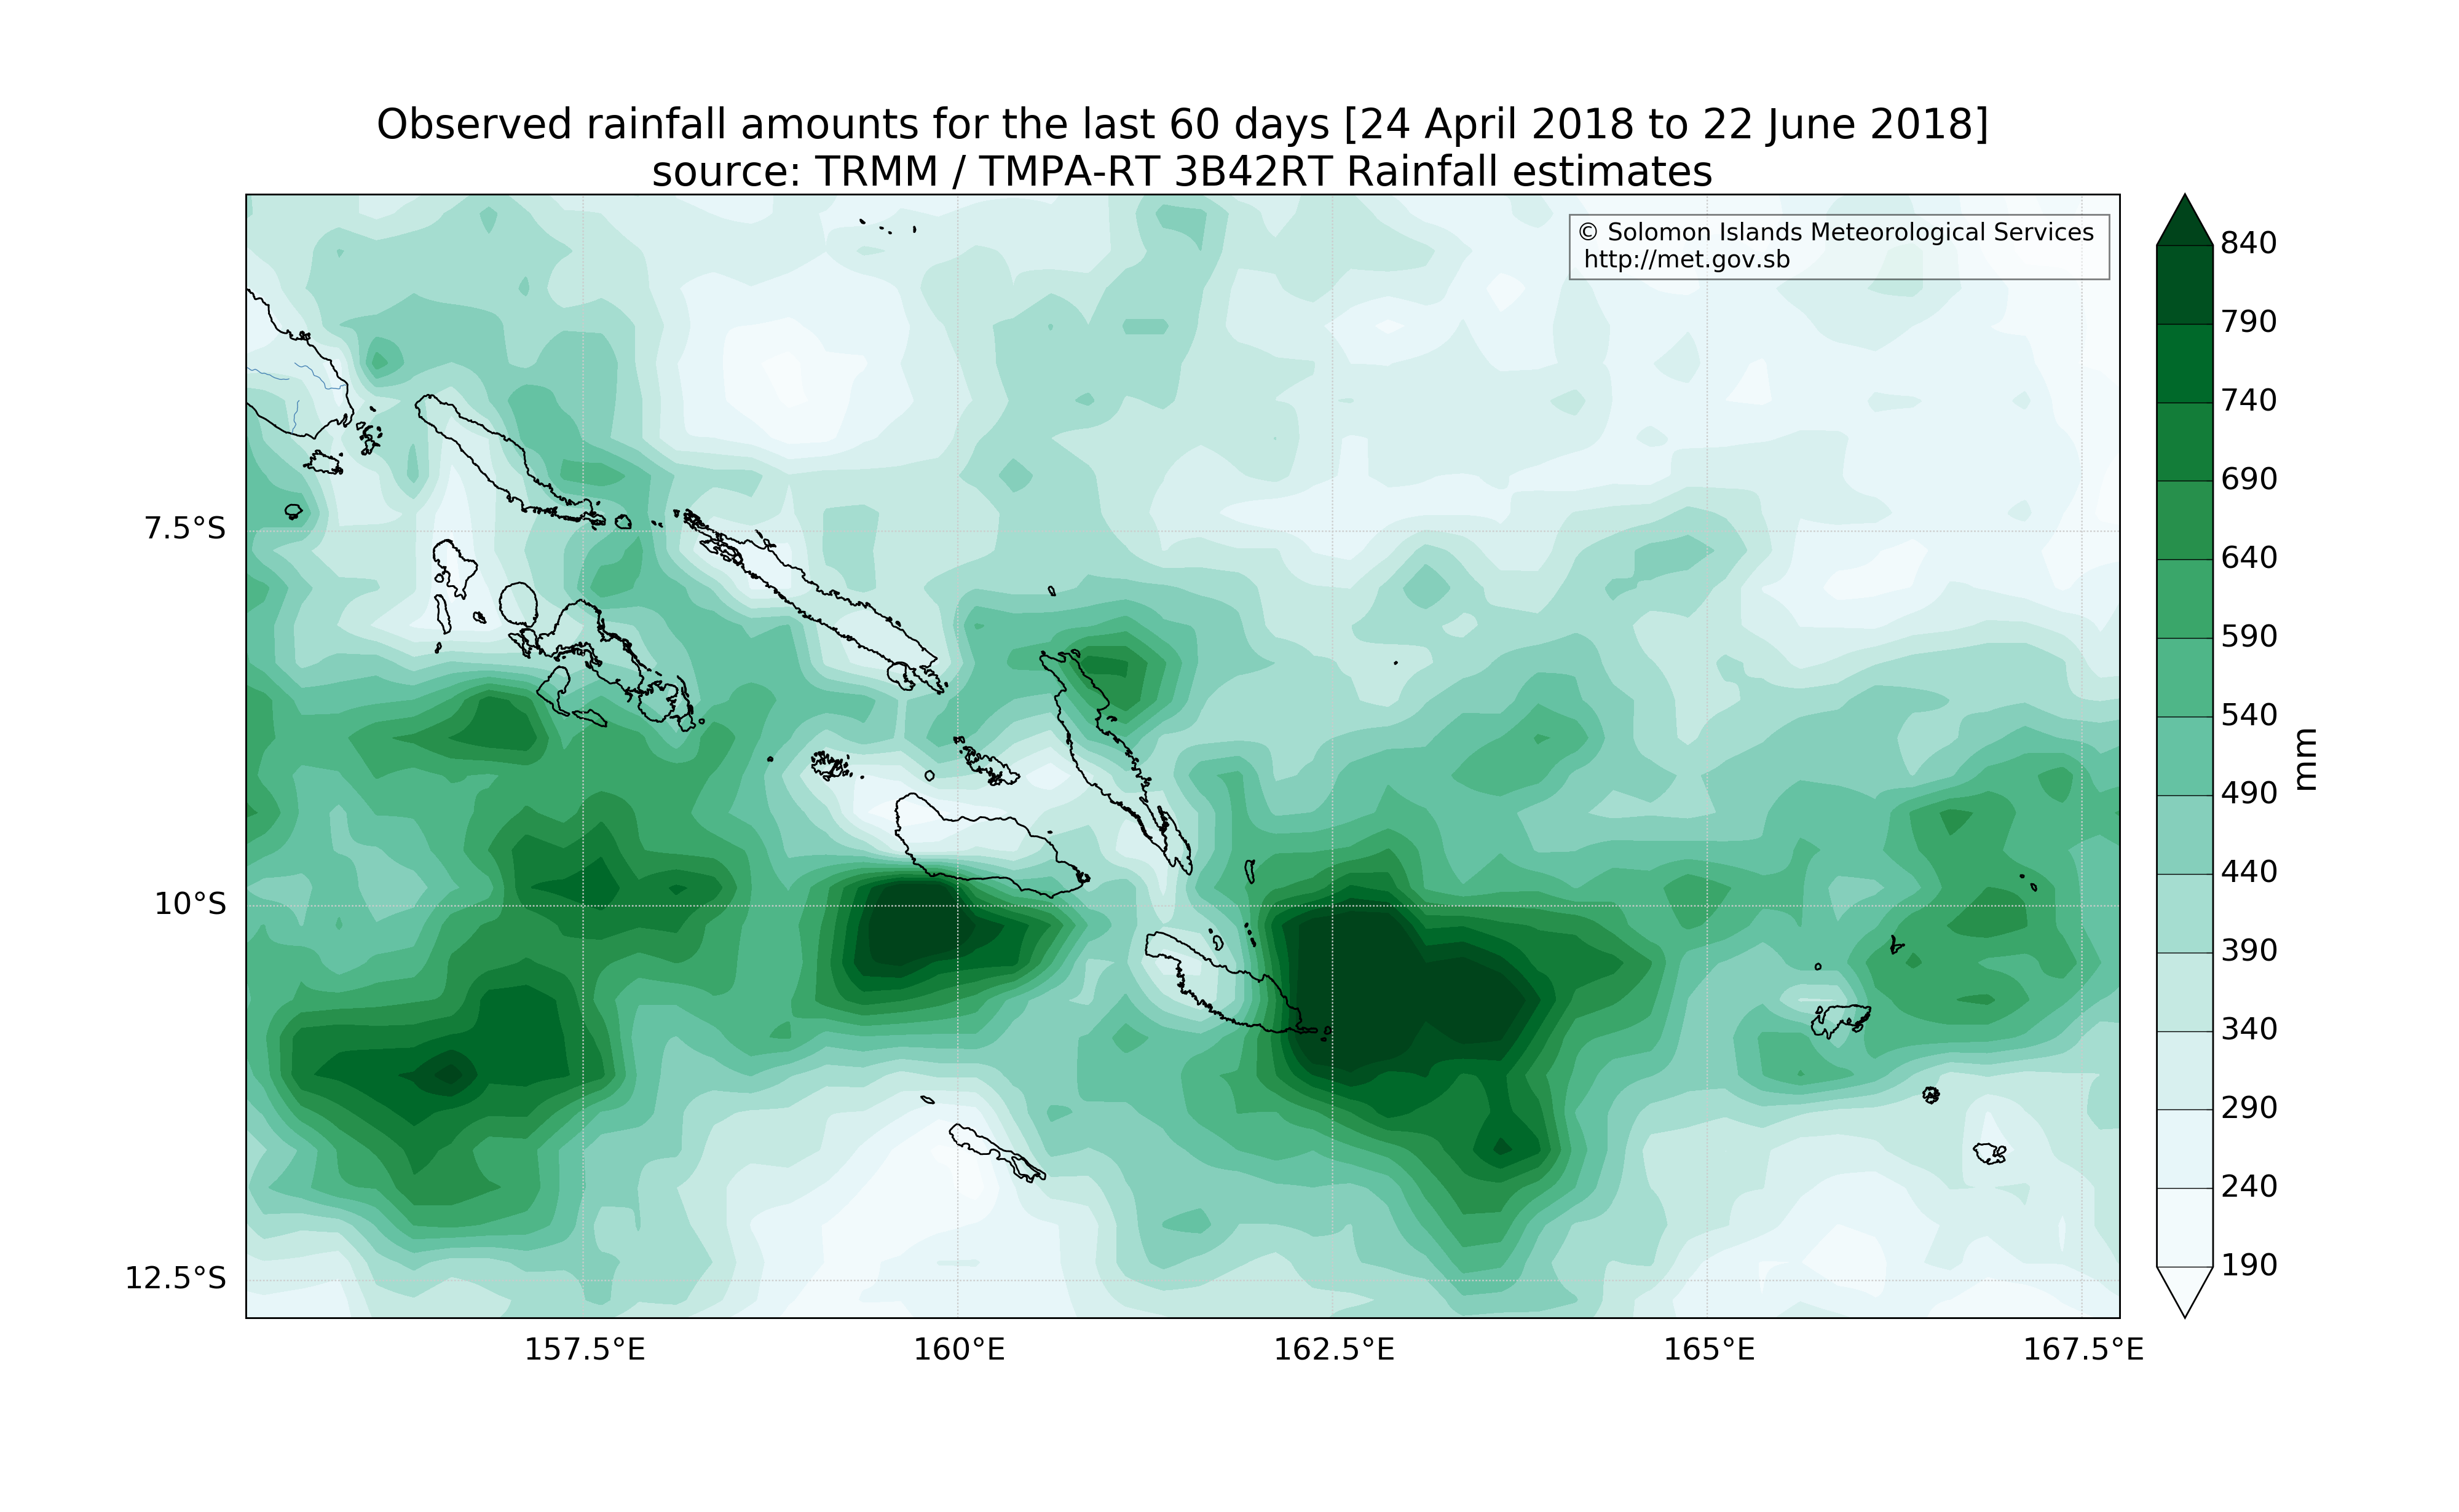 Observed rainfall amounts for the last 60 days [24 April 2018 to 22 June 2018]
source: TRMM / TMPA-RT 3B42RT Rainfall estimates
© Solomon Islands Meteorological Services
http://met.gov.sb
7.5°S
10°S
12.5°S
157.5°E
160°E
162.5°E
165°E
167.5°E
840
790
740
690
640
590
540
490
440
390
340
290
240
190
mm